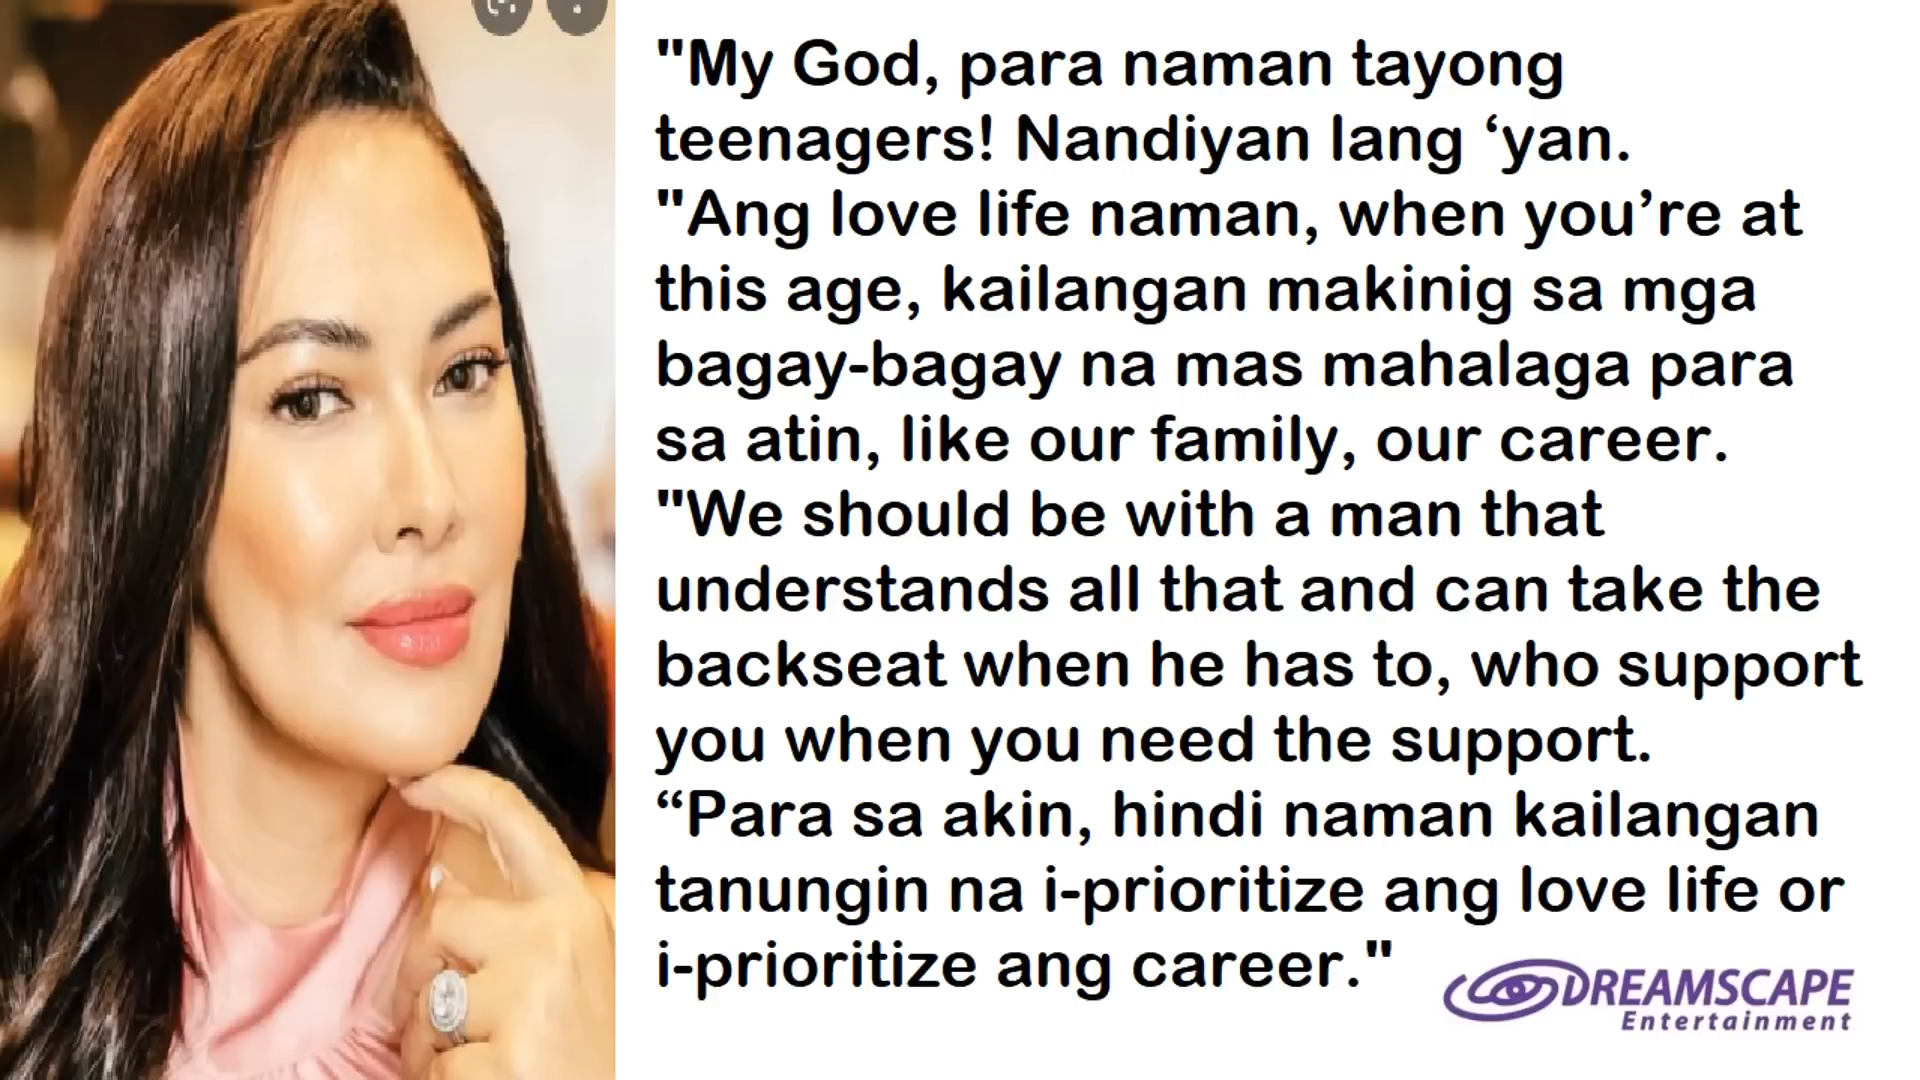 "My God, para naman tayong
teenagers! Nandiyan lang ‘yan.
"Ang love life naman, when you’re at
this age, kailangan makinig sa mga
bagay-bagay na mas mahalaga para
sa atin, like our family, our career.
"We should be with a man that
understands all that and can take the
backseat when he has to, who support
you when you need the support.
“Para sa akin, hindi naman kailangan
tanungin na i-prioritize ang love life or
i-prioritize ang career."
DREAMSCAPE
Entertainment